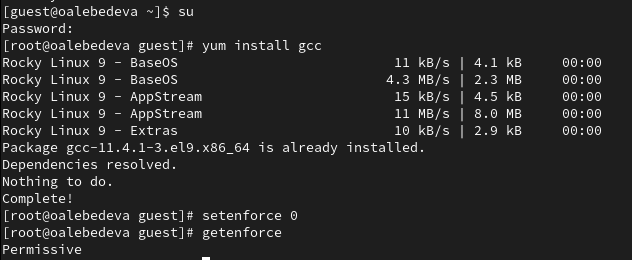 [guest@oalebedeva ~]$ su
Password:
[root@oalebedeva guest]# yum install gcc
Rocky Linux 9 - BaseOS 11 kB/s | 4.1 kB 00:00
Rocky Linux 9 - BaseOS 4.3 MB/s | 2.3 MB 00:00
Rocky Linux 9 - AppStream 15 kB/s | 4.5 kB 00:00
Rocky Linux 9 - AppStream 11 MB/s | 8.0 MB 00:00
Rocky Linux 9 - Extras 10 kB/s | 2.9 kB 00:00
Package gcc-11.4.1-3.el9.x86_64 is already installed.
Dependencies resolved.
Nothing to do.
Complete!
[root@oalebedeva guest]# setenforce 0
[root@oalebedeva guest]# getenforce
Permissive